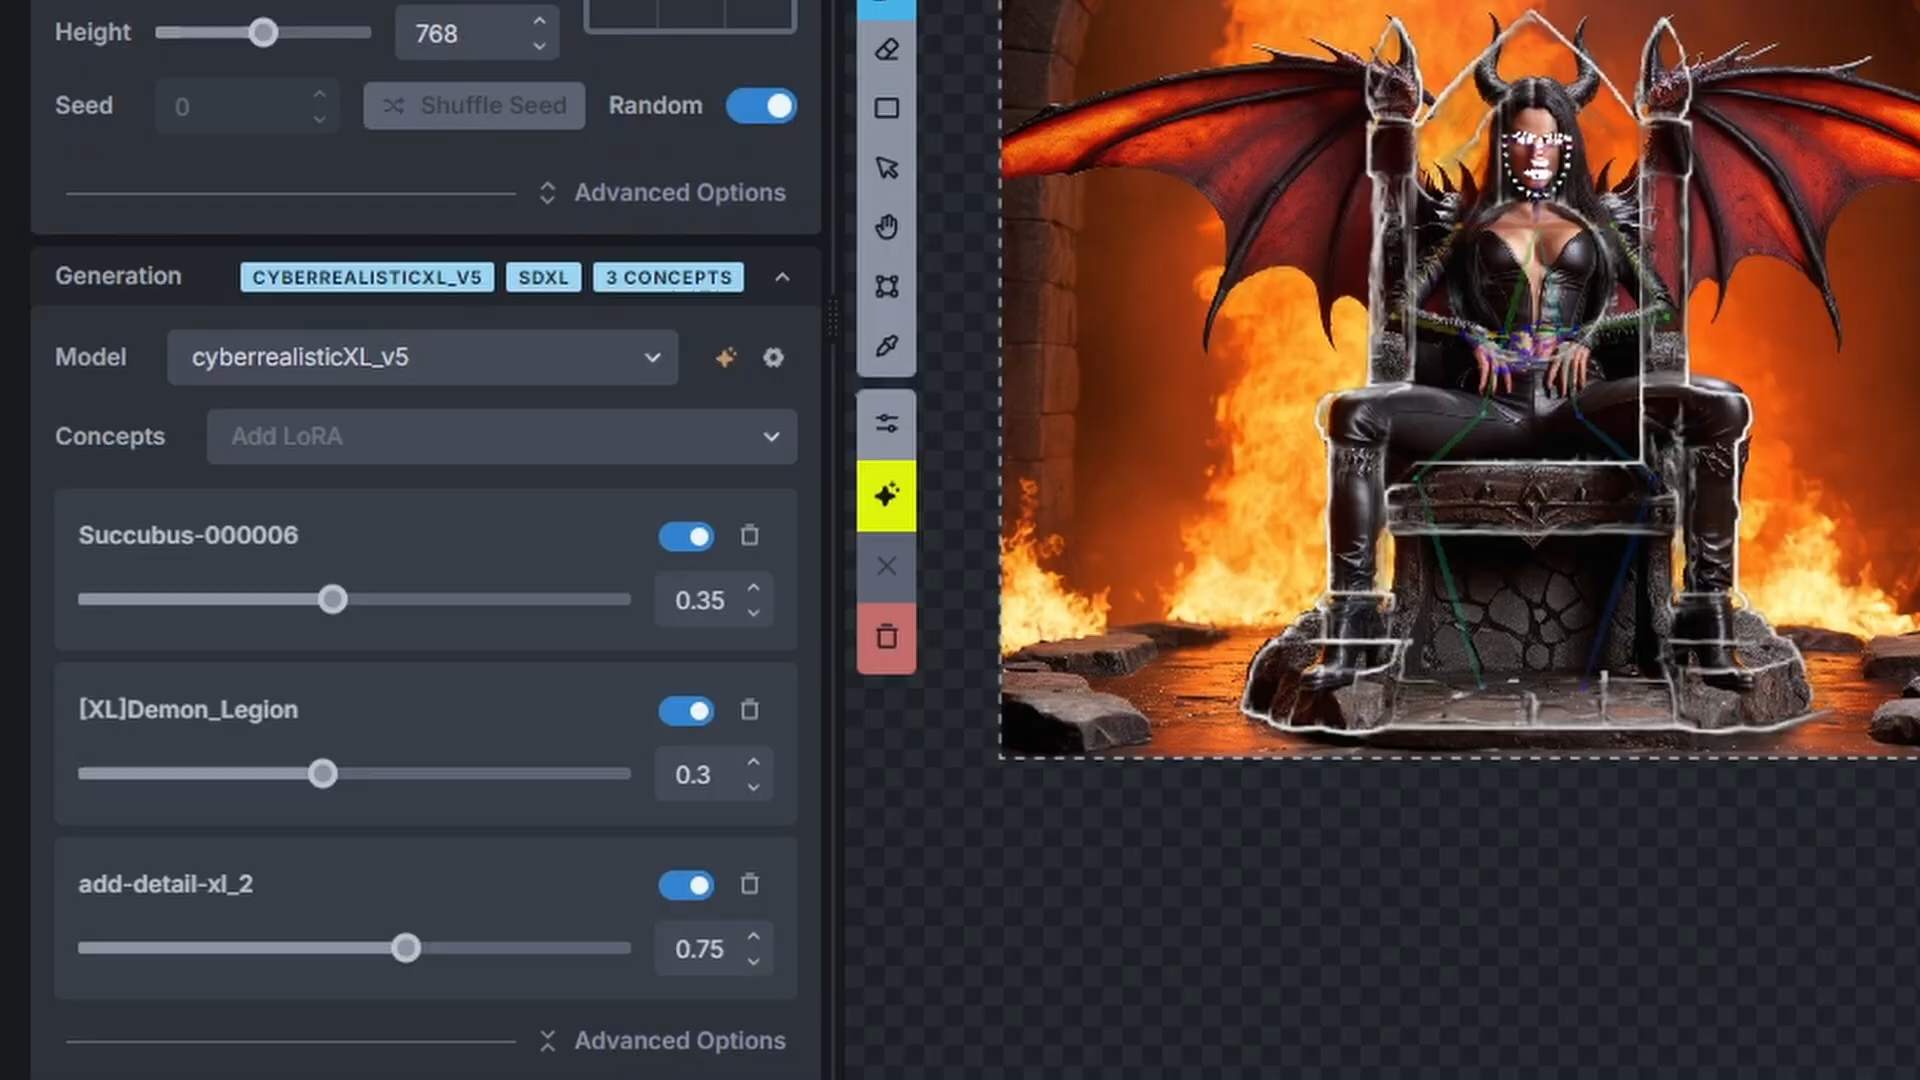 Height 768
Seed 0 Shuffle Seed Random
Advanced Options
Generation CYBERREALISTICXL_V5 SDXL 3 CONCEPTS
Model cyberrealisticXL_v5
Concepts Add LoRA
Succubus-000006
0.35
[XL]Demon_Legion
0.3
add-detail-xl_2
0.75
Advanced Options